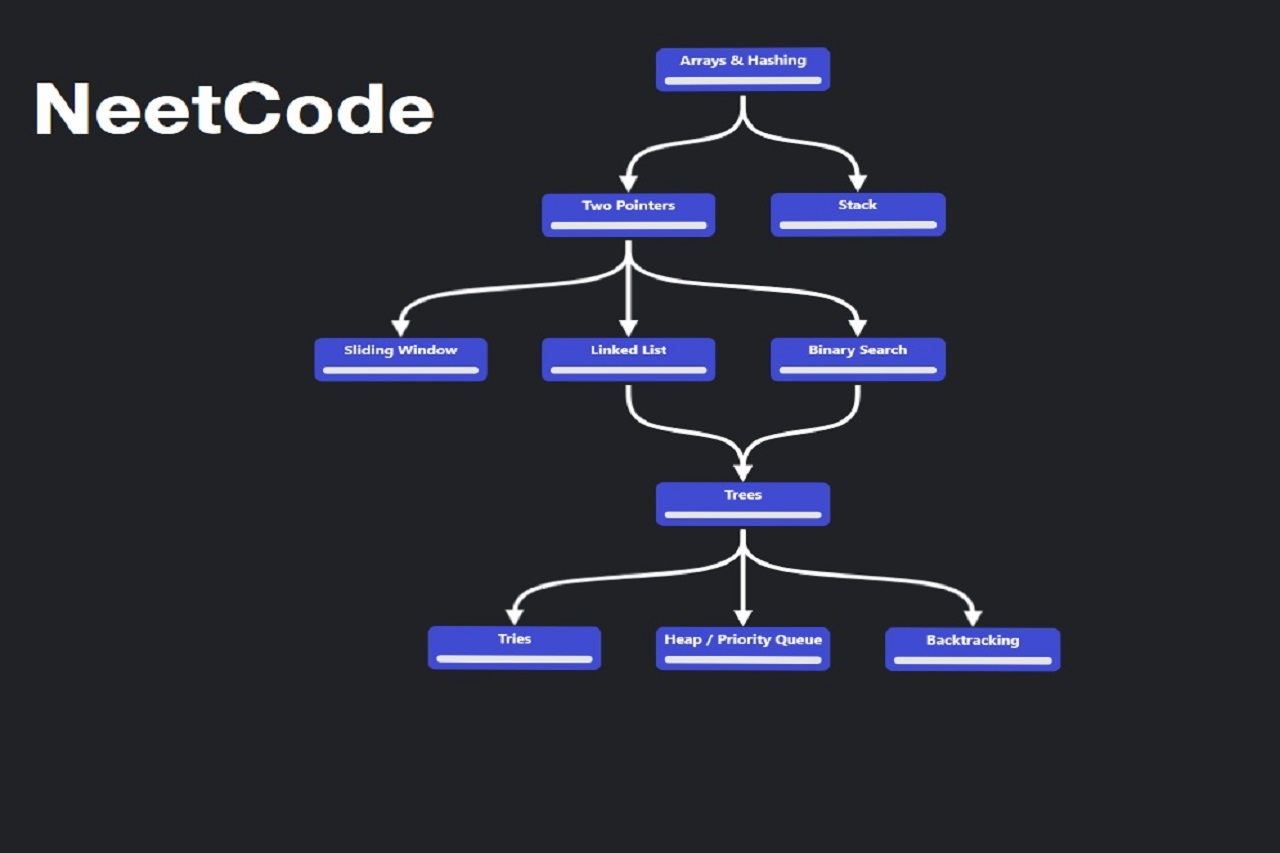 NeetCode
Arrays & Hashing
Two Pointers
Stack
Sliding Window
Linked List
Binary Search
Trees
Tries
Heap / Priority Queue
Backtracking